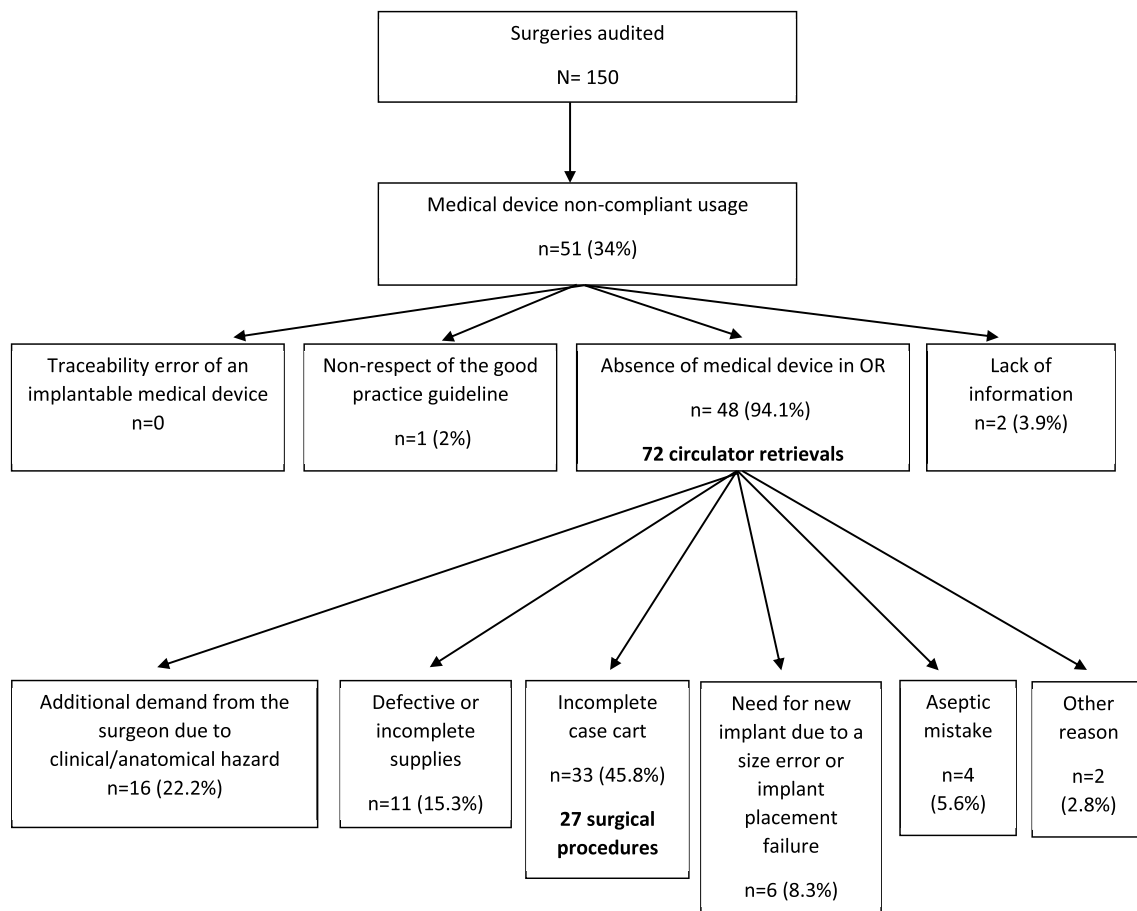 Surgeries audited
N= 150
Medical device non-compliant usage
n=51 (34%)
Traceability error of an
implantable medical device
n=0
Non-respect of the good
practice guideline
n=1 (2%)
Absence of medical device in OR
n= 48 (94.1%)
72 circulator retrievals
Lack of
information
n=2 (3.9%)
Additional demand from the
surgeon due to
clinical/anatomical hazard
n=16 (22.2%)
Defective or
incomplete
supplies
n=11 (15.3%)
Incomplete
case cart
n=33 (45.8%)
27 surgical
procedures
Need for new
implant due to a
size error or
implant
placement
failure
n=6 (8.3%)
Aseptic
mistake
n=4
(5.6%)
Other
reason
n=2
(2.8%)